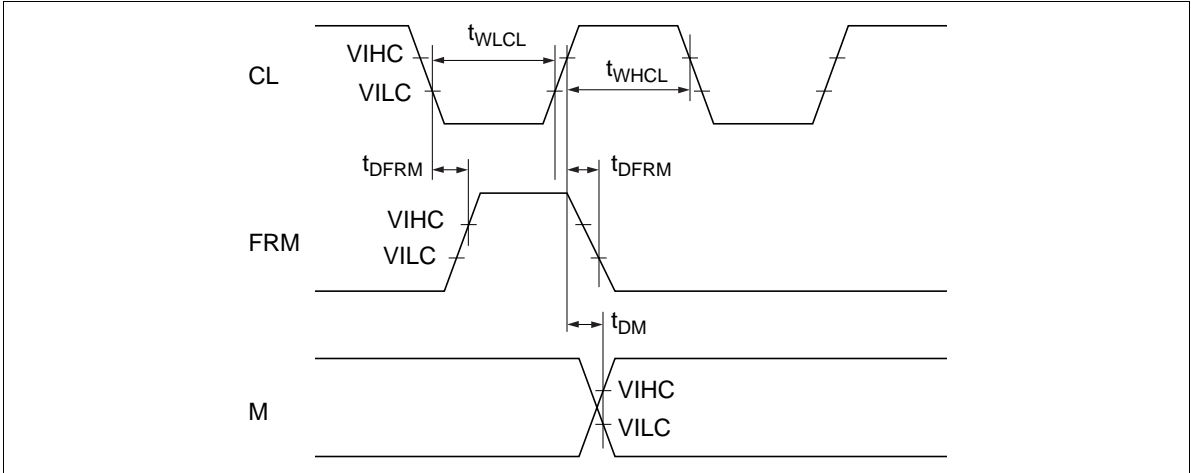 CL
VIHC
VILC
tWLCL
tWHCL
tDFRM
tDFRM
FRM
VIHC
VILC
tDM
M
VIHC
VILC